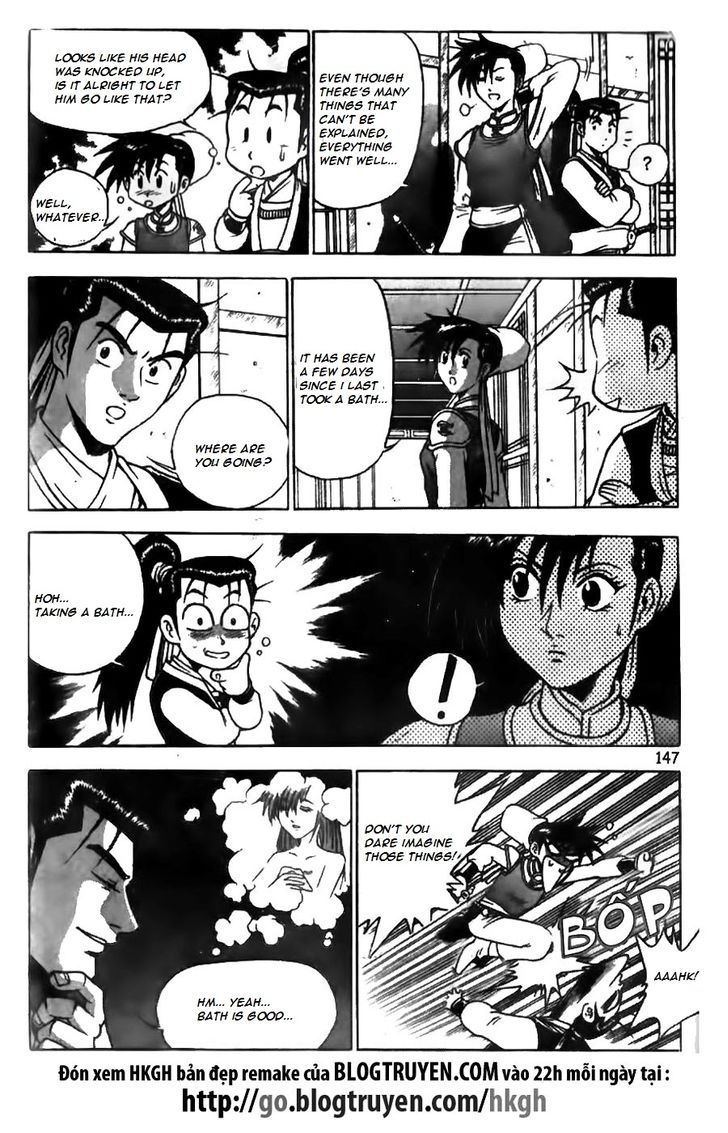 LOOKS LIKE HIS HEAD
WAS KNOCKED UP,
IS IT ALRIGHT TO LET
HIM GO LIKE THAT?
WELL,
WHATEVER..
EVEN THOUGH
THERE'S MANY
THINGS THAT
CAN'T BE
EXPLAINED,
EVERYTHING
WENT WELL...
?
WHERE ARE
YOU GOING?
IT HAS BEEN
A FEW DAYS
SINCE I LAST
TOOK A BATH..
HOH...
TAKING A BATH...
!
147
HM... YEAH...
BATH IS GOOD...
DON'T YOU
DARE IMAGINE
THOSE THINGS!
BỐP
AAAHK!
Đón xem HKGH bản đẹp remake của BLOGTRUYEN.COM vào 22h mỗi ngày tại :
http://go.blogtruyen.com/hkgh